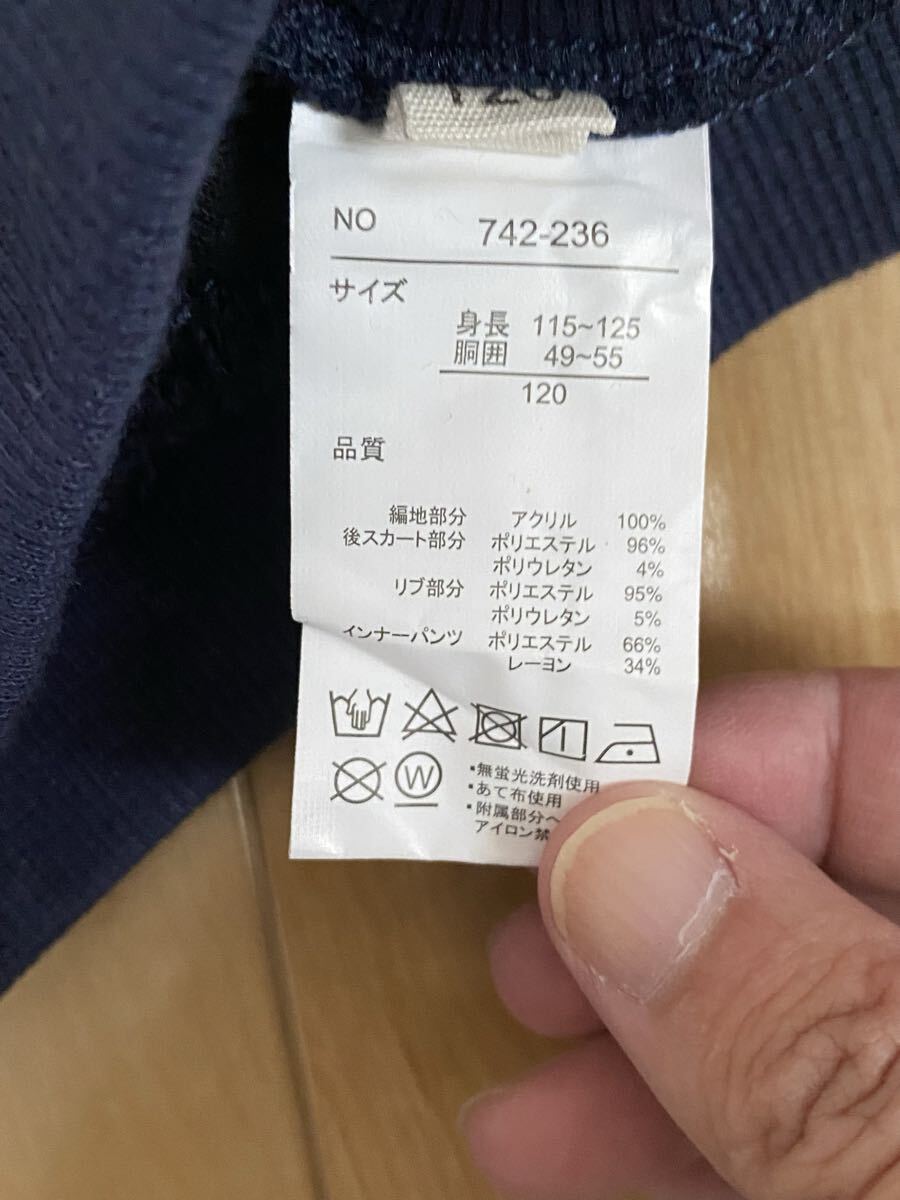 120
NO 742-236
サイズ
身長 115~125
胴囲 49~55
120
品質
編地部分 アクリル 100%
後スカート部分 ポリエステル 96%
ポリウレタン 4%
リブ部分 ポリエステル 95%
ポリウレタン 5%
インナーパンツ ポリエステル 66%
レーヨン 34%
W
・無蛍光洗剤使用
・あて布使用
・附属部分へ
アイロン禁